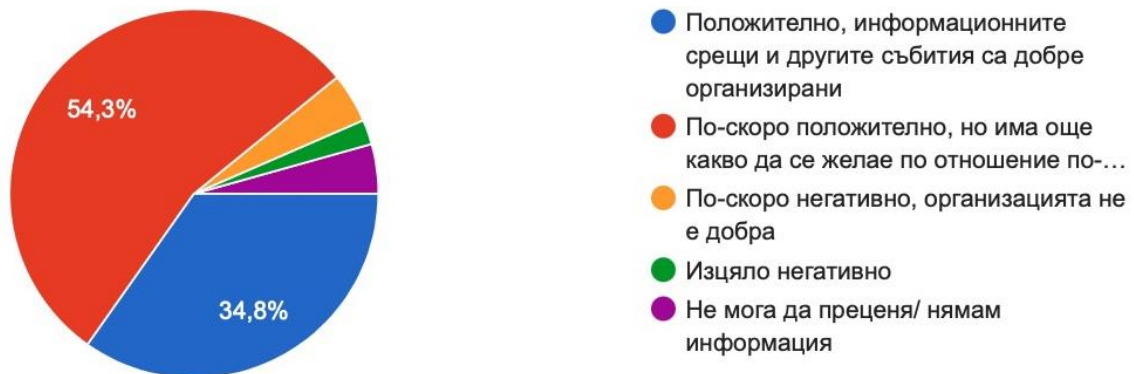 54,3%
34,8%
Положително, информационните
срещи и другите събития са добре
организирани
По-скоро положително, но има още
какво да се желае по отношение по-…
По-скоро негативно, организацията не
е добра
Изцяло негативно
Не мога да преценя/ нямам
информация